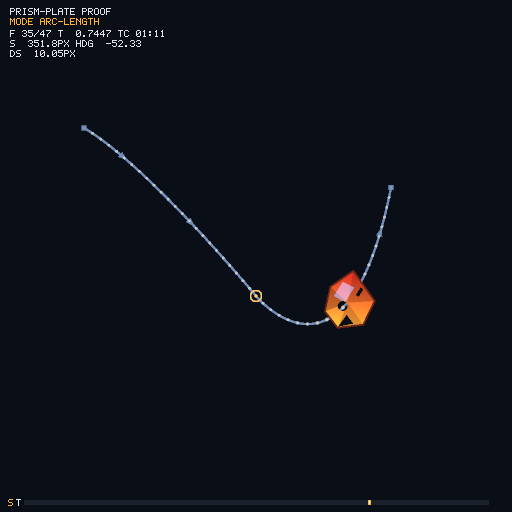 PRISM-PLATE PROOF
MODE ARC-LENGTH
F 35/47 T  0.7447 TC 01:11
S  351.8PX HDG  -52.33
DS  10.05PX
ST